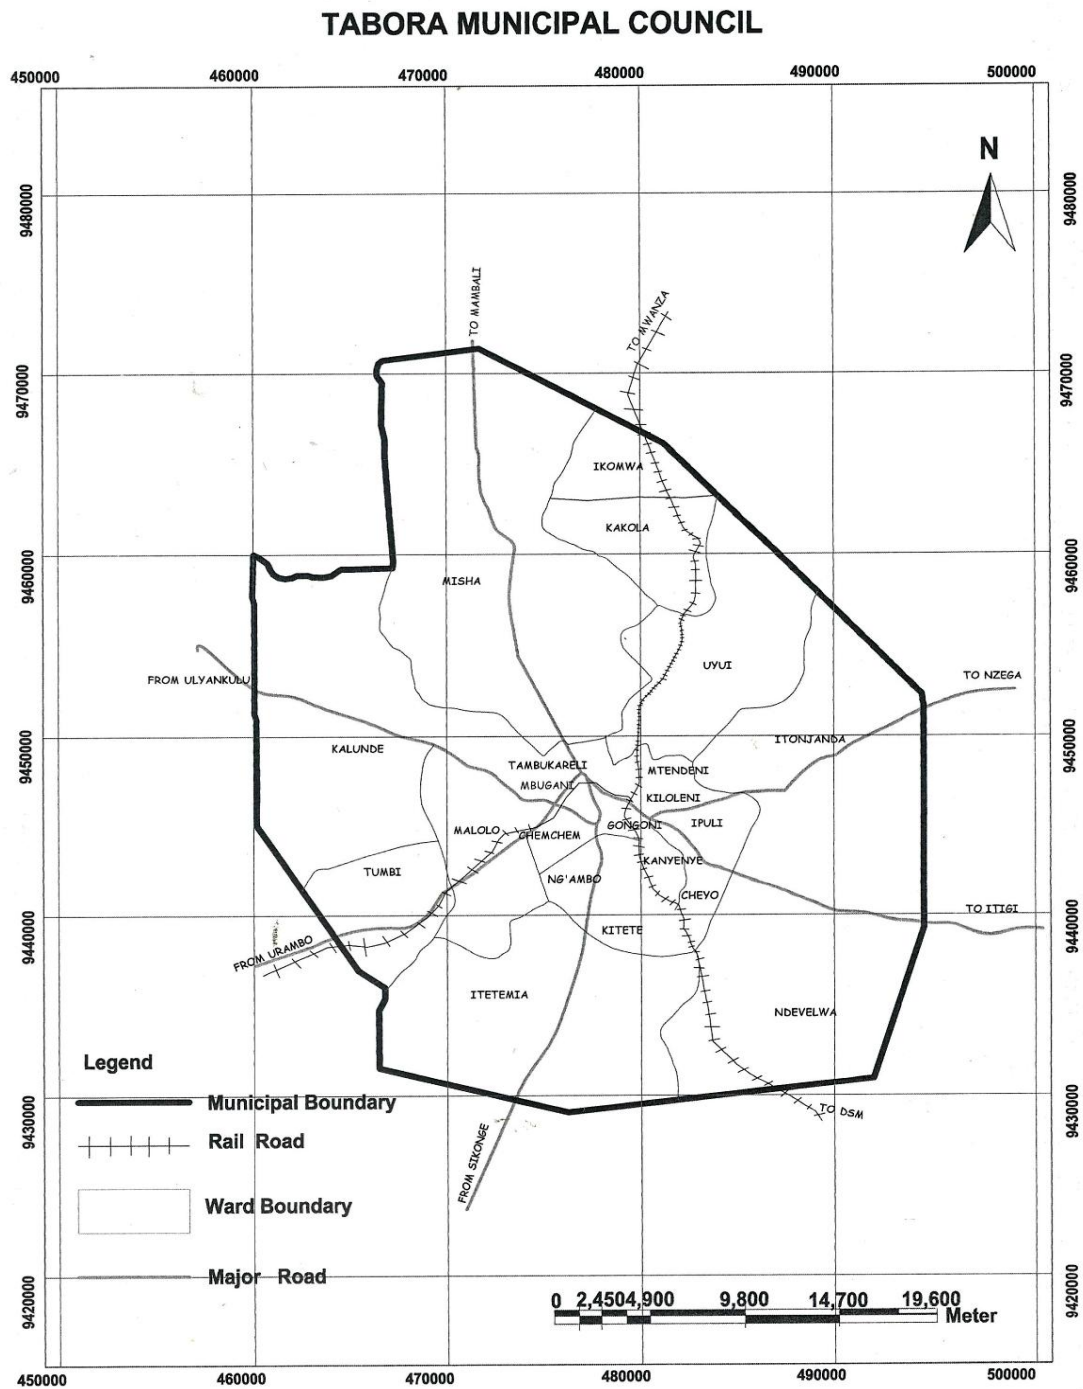 TABORA MUNICIPAL COUNCIL
450000 460000 470000 480000 490000 500000
N
9480000 9480000
TO MAMBALI
TO MWANZA
9470000 9470000
IKOMWA
KAKOLA
9460000 9460000
MISHA
UYUI
FROM ULYANKULU
TO NZEGA
9450000 9450000
KALUNDE
ITONJANDA
TAMBUKARELI
MTENDENI
MBUGANI
KILOLENI
MALOLO
CHEMCHEM
GONGONI
IPULI
KANYENYE
TUMBI
NG'AMBO
CHEYO
TO ITIGI
9440000 9440000
KITETE
FROM URAMBO
ITETEMIA
NDEVELWA
Legend
Municipal Boundary
9430000 9430000
TO DSM
Rail Road
FROM SIKONGE
Ward Boundary
Major Road
9420000 9420000
0 2,450 4,900 9,800 14,700 19,600
Meter
450000 460000 470000 480000 490000 500000